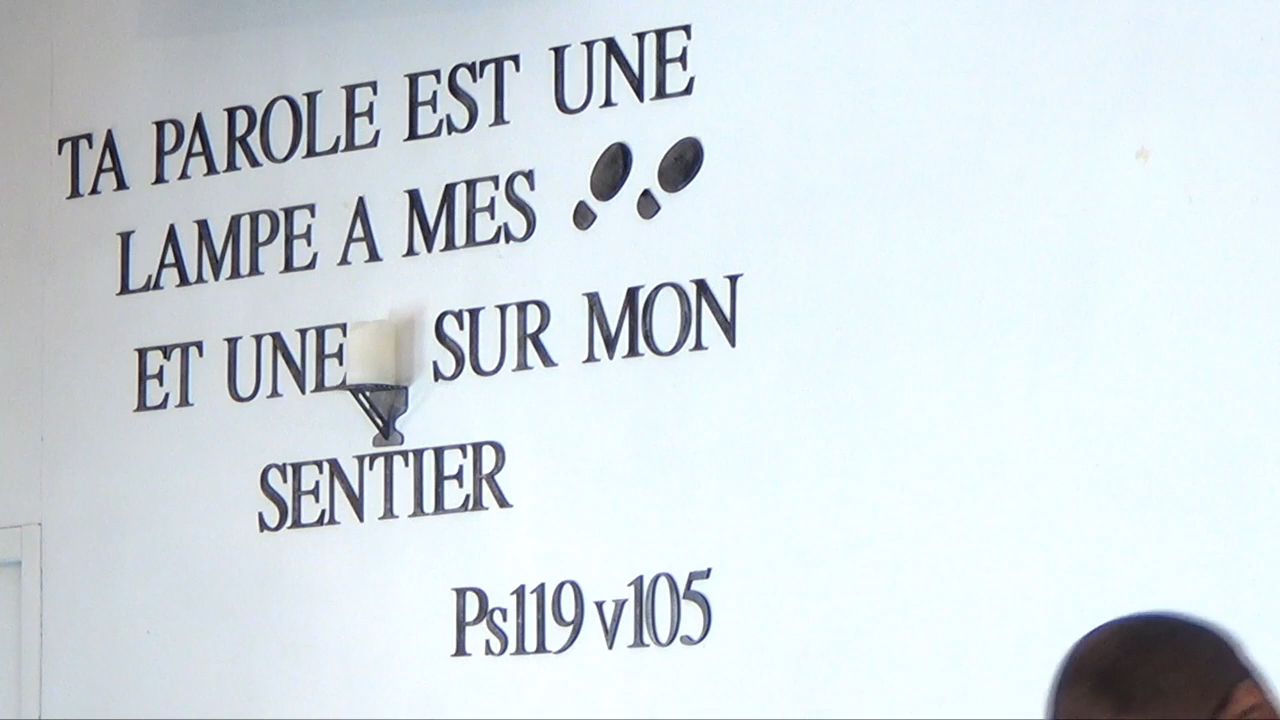 TA PAROLE EST UNE
LAMPE A MES
ET UNE SUR MON
SENTIER
Ps119 v105